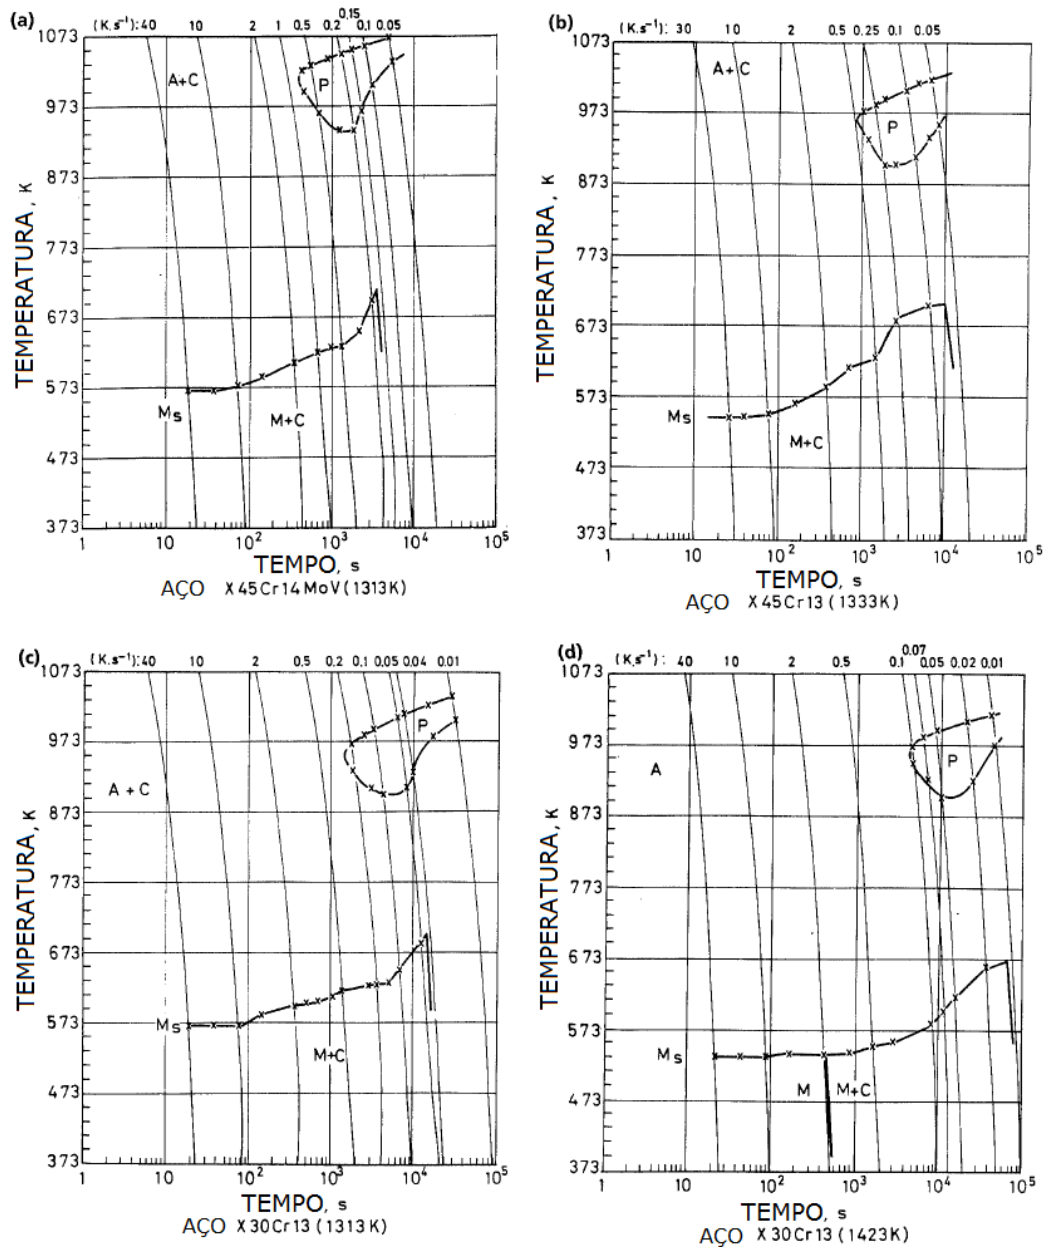 (a)
(K.s⁻¹): 40 10 2 1 0.5 0.2 0.15 0.1 0.05
1073
973
873
773
673
573
473
373
TEMPERATURA, K
A+C
P
Ms
M+C
1 10 10² 10³ 10⁴ 10⁵
TEMPO, s
AÇO X45Cr14MoV(1313K)
(b)
(K.s⁻¹): 30 10 2 0.5 0.25 0.1 0.05
1073
973
873
773
673
573
473
373
TEMPERATURA, K
A+C
P
Ms
M+C
1 10 10² 10³ 10⁴ 10⁵
TEMPO, s
AÇO X45Cr13(1333K)
(c)
(K.s⁻¹): 40 10 2 0.5 0.2 0.1 0.05 0.04 0.01
1073
973
873
773
673
573
473
373
TEMPERATURA, K
A+C
P
Ms
M+C
1 10 10² 10³ 10⁴ 10⁵
TEMPO, s
AÇO X30Cr13(1313K)
(d)
(K.s⁻¹): 40 10 2 0.5 0.1 0.07 0.05 0.02 0.01
1073
973
873
773
673
573
473
373
TEMPERATURA, K
A
P
Ms
M
M+C
1 10 10² 10³ 10⁴ 10⁵
TEMPO, s
AÇO X30Cr13(1423K)